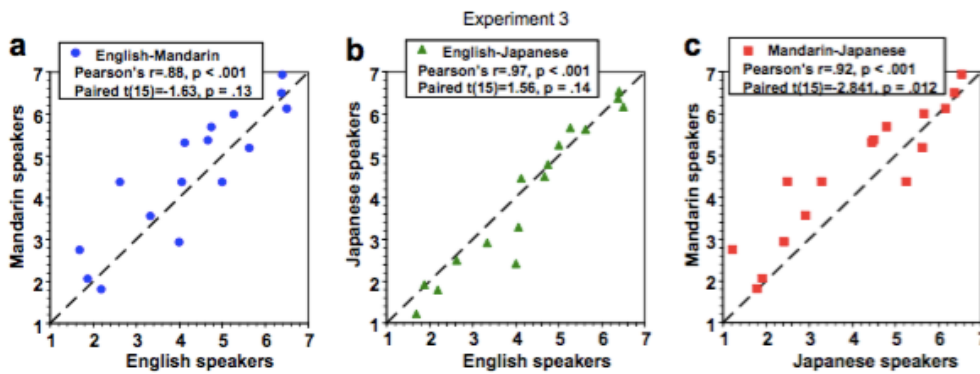 Experiment 3
a
English-Mandarin
Pearson's r=.88, p < .001
Paired t(15)=-1.63, p = .13
7
6
5
4
3
2
1
Mandarin speakers
1 2 3 4 5 6 7
English speakers
b
English-Japanese
Pearson's r=.97, p < .001
Paired t(15)=1.56, p = .14
7
6
5
4
3
2
1
Japanese speakers
1 2 3 4 5 6 7
English speakers
c
Mandarin-Japanese
Pearson's r=.92, p < .001
Paired t(15)=-2.841, p = .012
7
6
5
4
3
2
1
Mandarin speakers
1 2 3 4 5 6 7
Japanese speakers